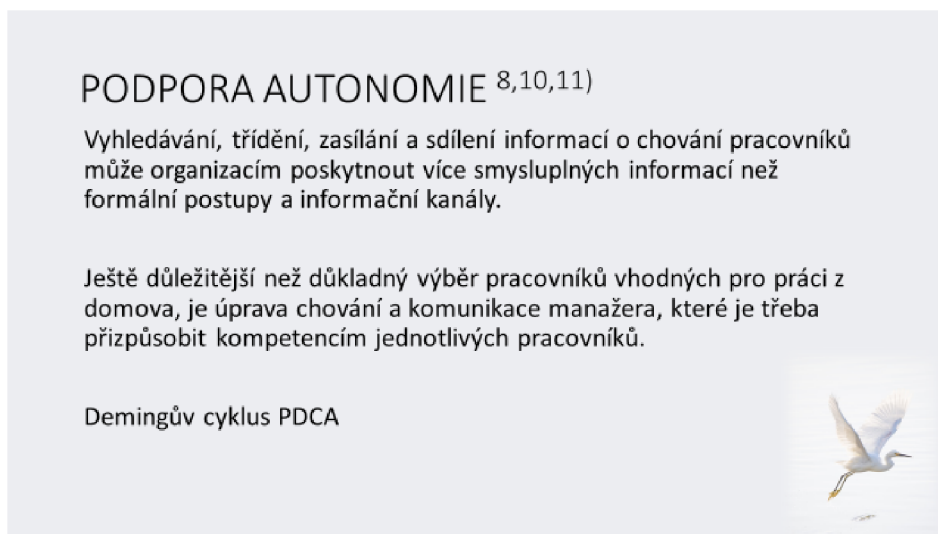 PODPORA AUTONOMIE 8,10,11)
Vyhledávání, třídění, zasílání a sdílení informací o chování pracovníků
může organizacím poskytnout více smysluplných informací než
formální postupy a informační kanály.
Ještě důležitější než důkladný výběr pracovníků vhodných pro práci z
domova, je úprava chování a komunikace manažera, které je třeba
přizpůsobit kompetencím jednotlivých pracovníků.
Demingův cyklus PDCA